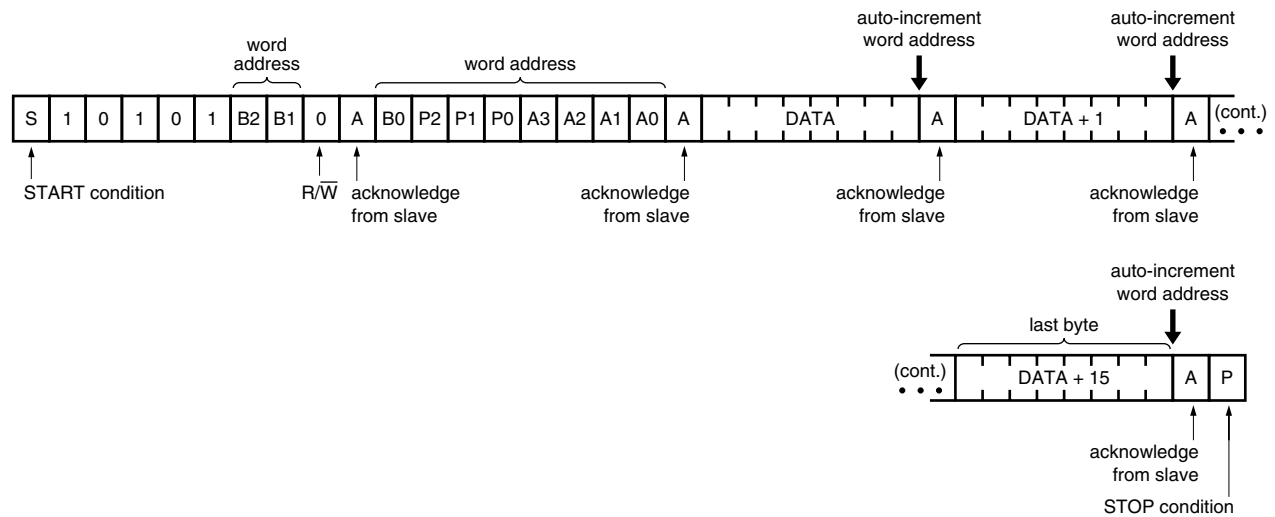 auto-increment
word address
auto-increment
word address
word
address
word address
S 1 0 1 0 1 B2 B1 0 A B0 P2 P1 P0 A3 A2 A1 A0 A DATA A DATA + 1 A (cont.)
START condition
R/W̅
acknowledge
from slave
acknowledge
from slave
acknowledge
from slave
acknowledge
from slave
auto-increment
word address
last byte
(cont.) DATA + 15 A P
acknowledge
from slave
STOP condition